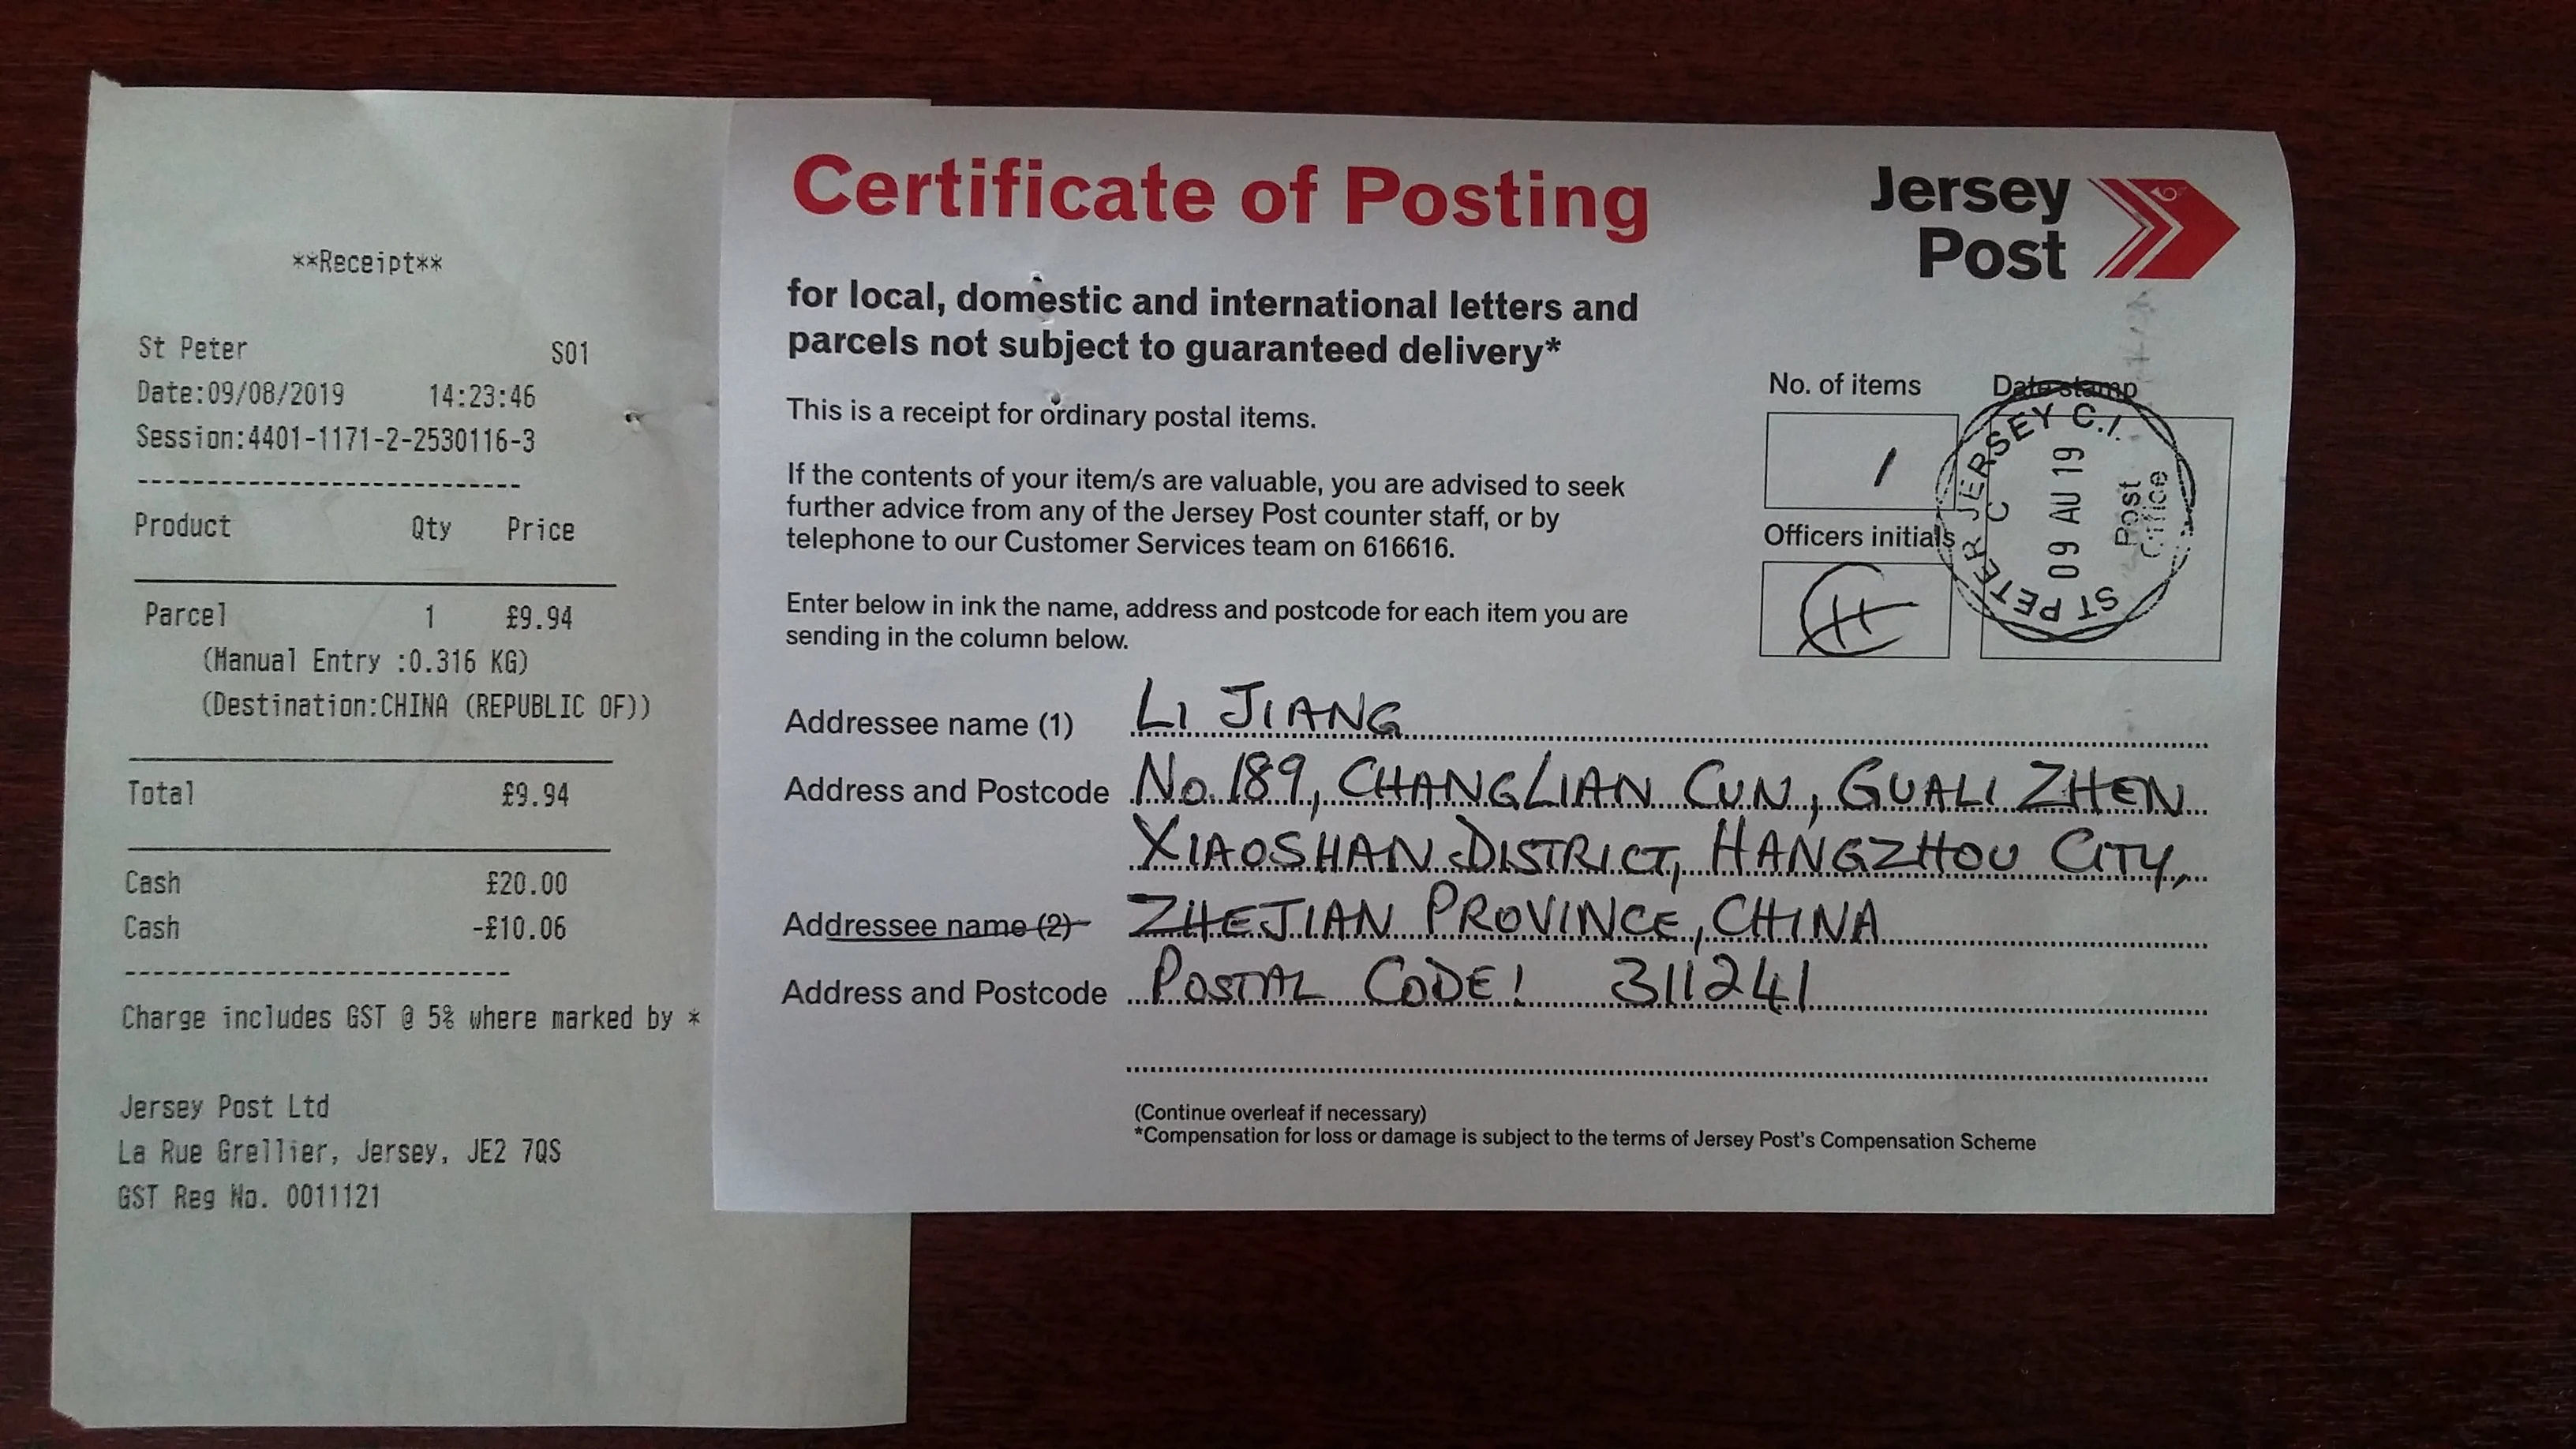 **Receipt**
St Peter S01
Date:09/08/2019 14:23:46
Session:4401-1171-2-2530116-3
---------------------------
Product Qty Price
Parcel 1 £9.94
(Manual Entry :0.316 KG)
(Destination:CHINA (REPUBLIC OF))
Total £9.94
Cash £20.00
Cash -£10.06
---------------------------
Charge includes GST @ 5% where marked by *
Jersey Post Ltd
La Rue Grellier, Jersey, JE2 7QS
GST Reg No. 0011121
Certificate of Posting
Jersey
Post
for local, domestic and international letters and
parcels not subject to guaranteed delivery*
This is a receipt for ordinary postal items.
If the contents of your item/s are valuable, you are advised to seek
further advice from any of the Jersey Post counter staff, or by
telephone to our Customer Services team on 616616.
Enter below in ink the name, address and postcode for each item you are
sending in the column below.
No. of items
1
Officers initials
Date stamp
ST PETER JERSEY C.I.
C
09 AU 19
Post
Office
Addressee name (1) LI JIANG
Address and Postcode No.189, CHANGLIAN CUN, GUALI ZHEN
XIAOSHAN DISTRICT, HANGZHOU CITY,
Addressee name (2) ZHEJIAN PROVINCE, CHINA
Address and Postcode POSTAL CODE! 311241
(Continue overleaf if necessary)
*Compensation for loss or damage is subject to the terms of Jersey Post's Compensation Scheme